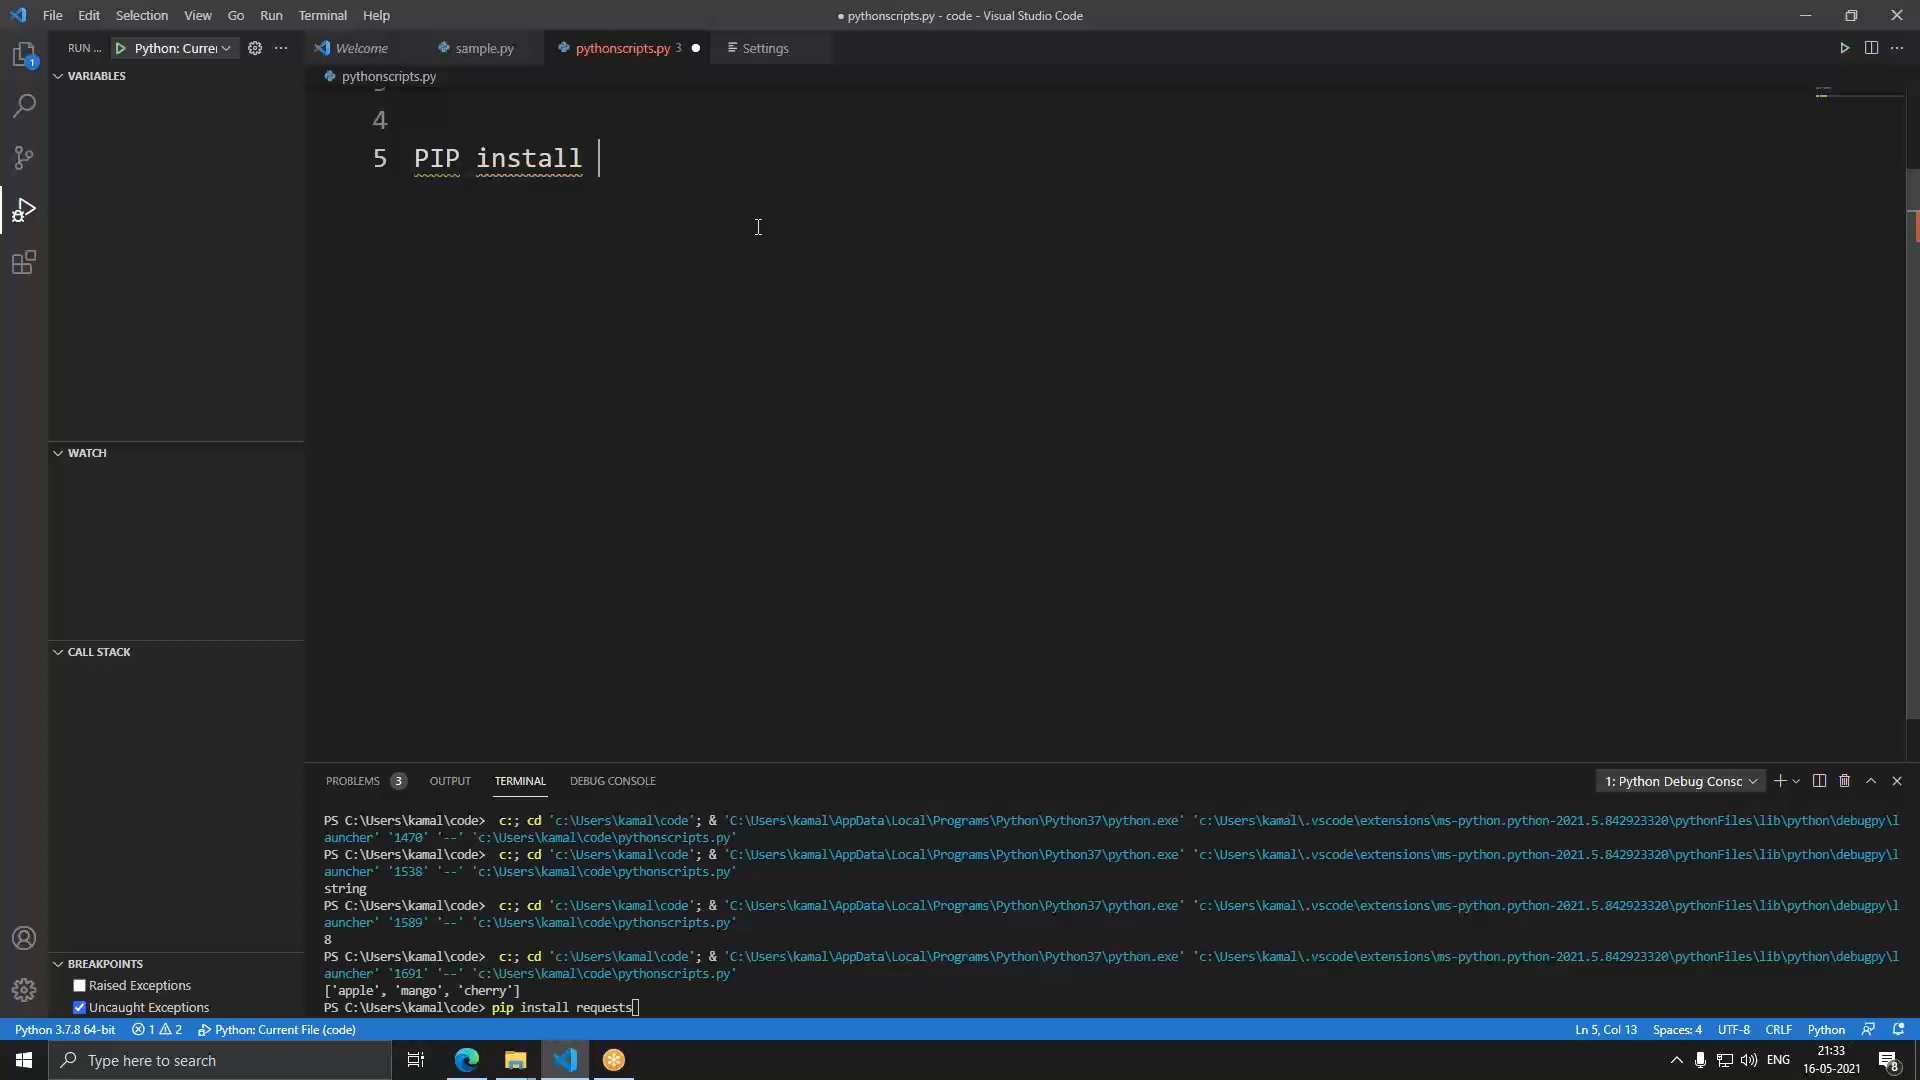 File Edit Selection View Go Run Terminal Help
● pythonscripts.py - code - Visual Studio Code
RUN ... Python: Curren
Welcome sample.py pythonscripts.py 3 Settings
pythonscripts.py
1
VARIABLES
4
5 PIP install
WATCH
CALL STACK
BREAKPOINTS
Raised Exceptions
Uncaught Exceptions
PROBLEMS 3 OUTPUT TERMINAL DEBUG CONSOLE
1: Python Debug Consc
PS C:\Users\kamal\code>  c:; cd 'c:\Users\kamal\code'; & 'C:\Users\kamal\AppData\Local\Programs\Python\Python37\python.exe' 'c:\Users\kamal\.vscode\extensions\ms-python.python-2021.5.842923320\pythonFiles\lib\python\debugpy\l
auncher' '1470' '--' 'c:\Users\kamal\code\pythonscripts.py'
PS C:\Users\kamal\code>  c:; cd 'c:\Users\kamal\code'; & 'C:\Users\kamal\AppData\Local\Programs\Python\Python37\python.exe' 'c:\Users\kamal\.vscode\extensions\ms-python.python-2021.5.842923320\pythonFiles\lib\python\debugpy\l
auncher' '1538' '--' 'c:\Users\kamal\code\pythonscripts.py'
string
PS C:\Users\kamal\code>  c:; cd 'c:\Users\kamal\code'; & 'C:\Users\kamal\AppData\Local\Programs\Python\Python37\python.exe' 'c:\Users\kamal\.vscode\extensions\ms-python.python-2021.5.842923320\pythonFiles\lib\python\debugpy\l
auncher' '1589' '--' 'c:\Users\kamal\code\pythonscripts.py'
8
PS C:\Users\kamal\code>  c:; cd 'c:\Users\kamal\code'; & 'C:\Users\kamal\AppData\Local\Programs\Python\Python37\python.exe' 'c:\Users\kamal\.vscode\extensions\ms-python.python-2021.5.842923320\pythonFiles\lib\python\debugpy\l
auncher' '1691' '--' 'c:\Users\kamal\code\pythonscripts.py'
['apple', 'mango', 'cherry']
PS C:\Users\kamal\code> pip install requests
Python 3.7.8 64-bit 1 2 Python: Current File (code)
Ln 5, Col 13 Spaces: 4 UTF-8 CRLF Python
Type here to search
ENG
21:33
16-05-2021
8